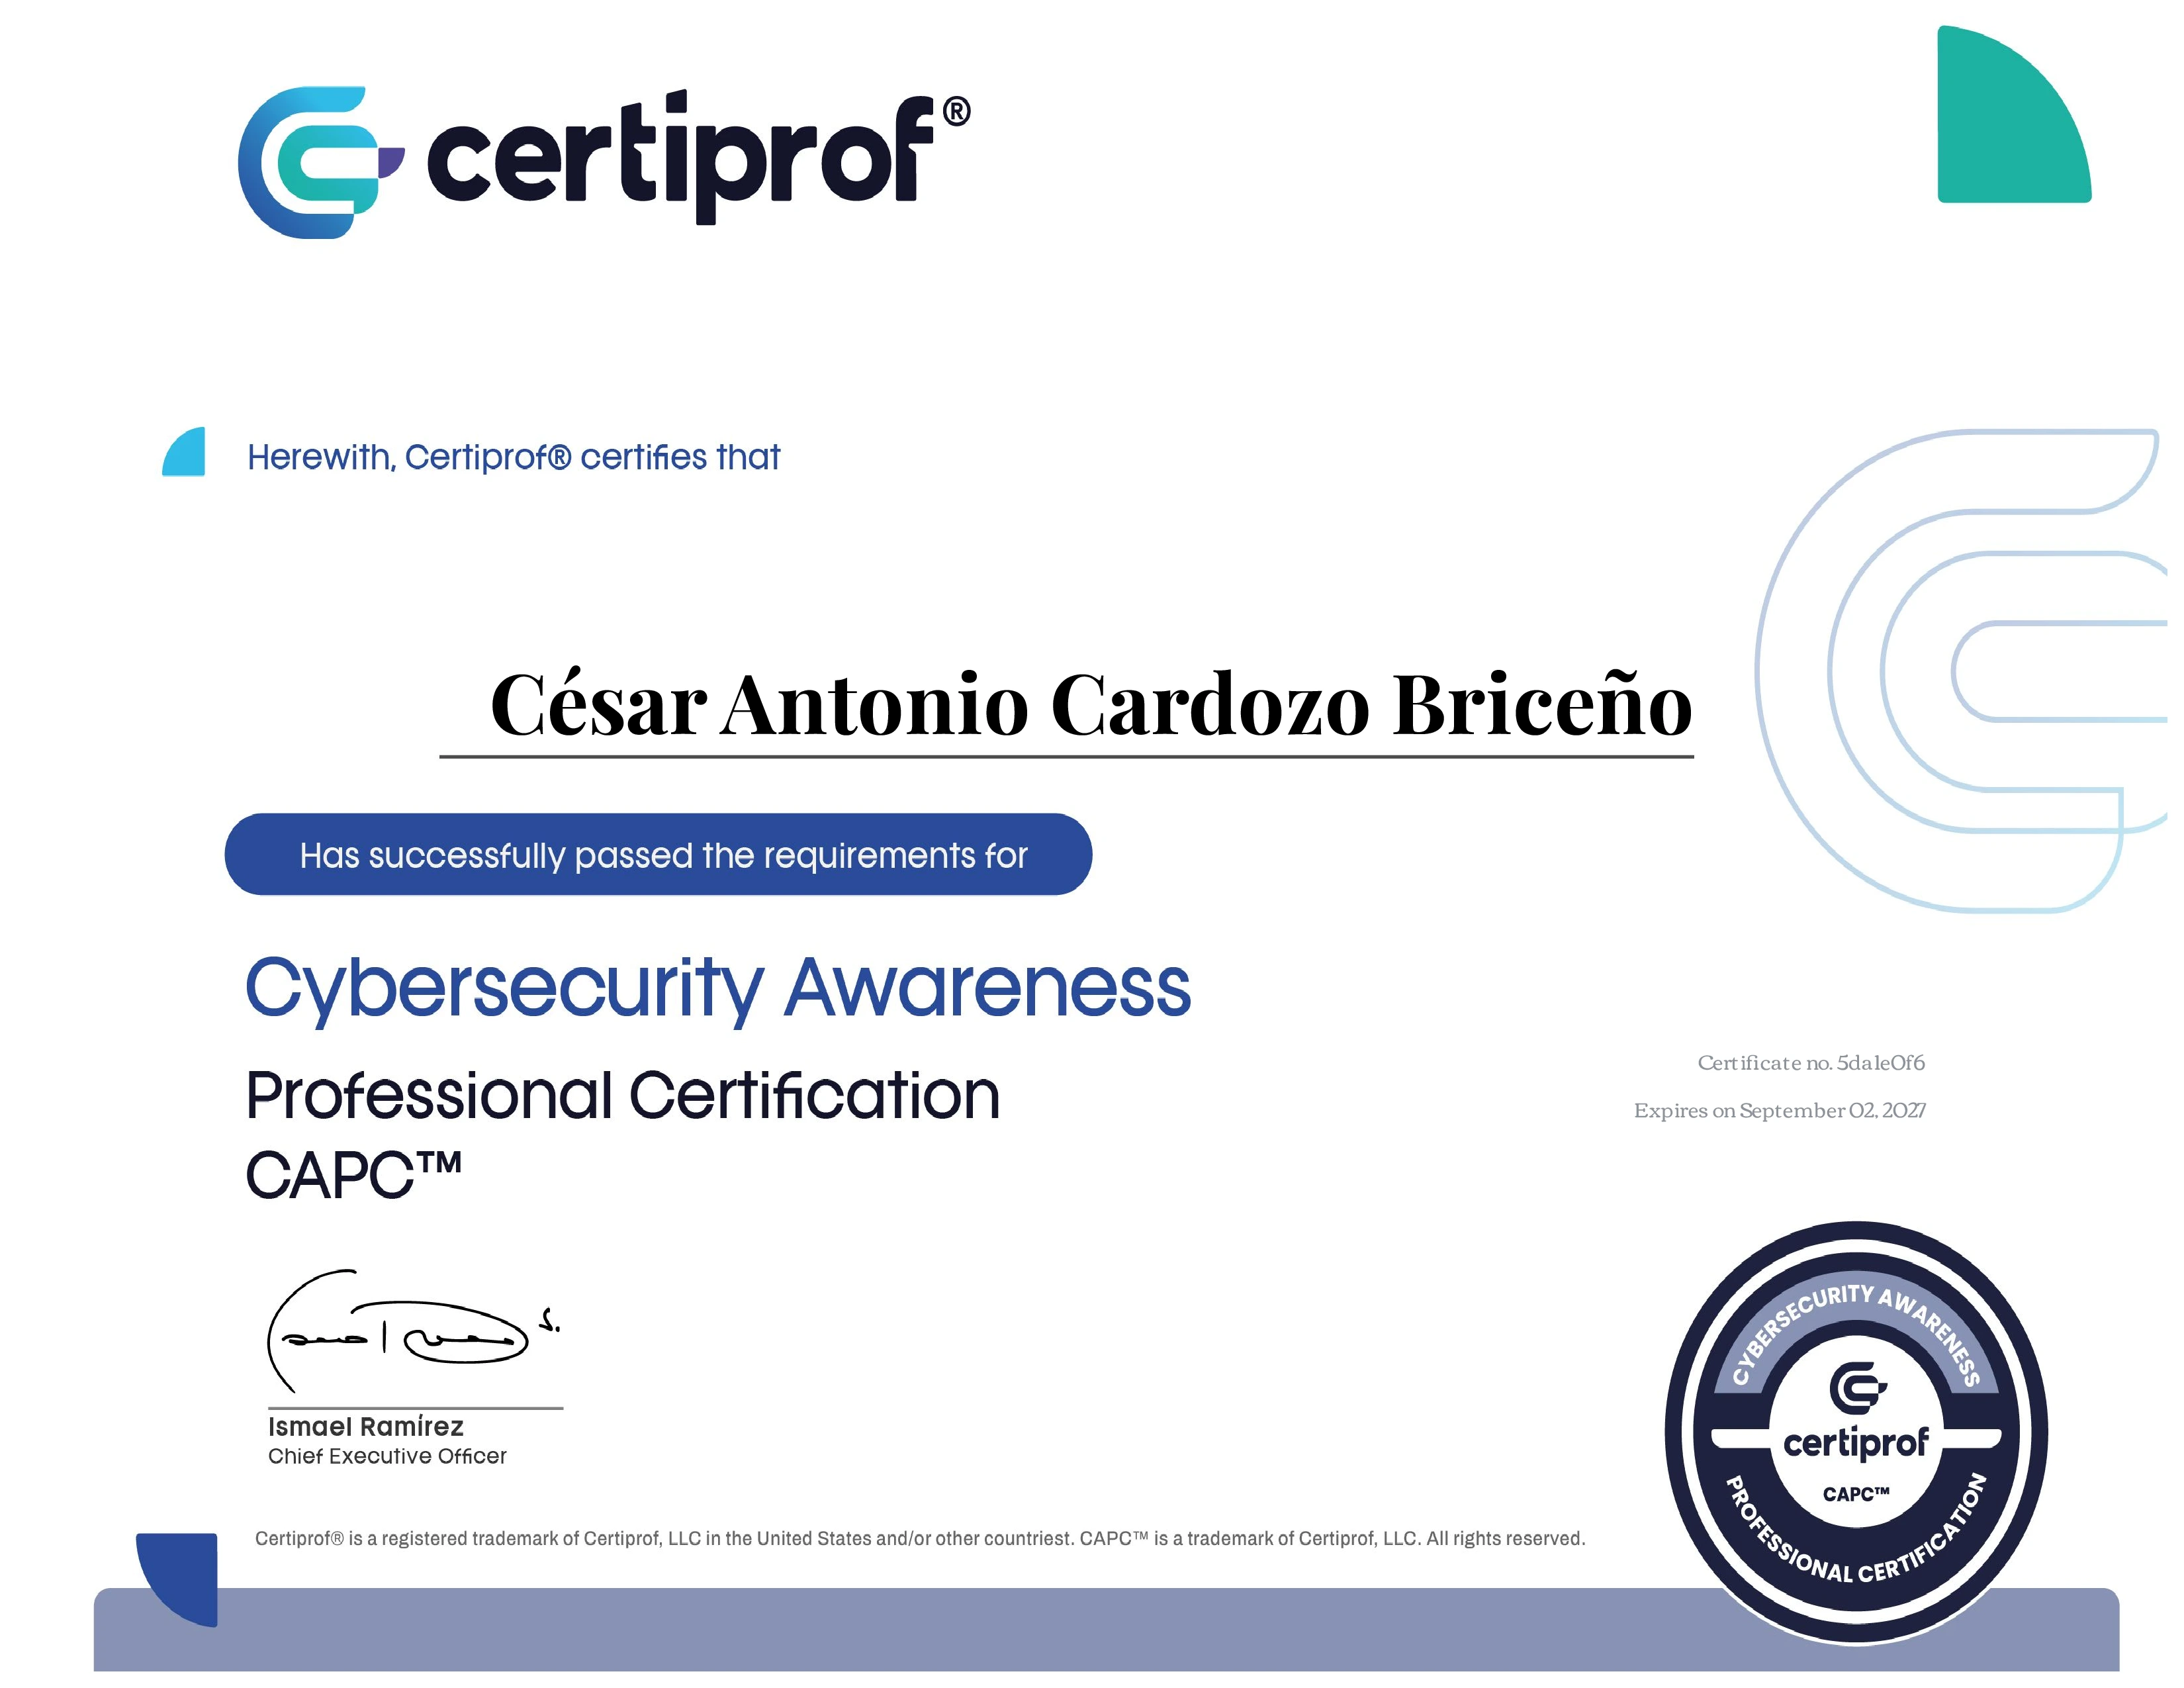 certiprof®
Herewith, Certiprof® certifies that
César Antonio Cardozo Briceño
Has successfully passed the requirements for
Cybersecurity Awareness
Professional Certification
CAPC™
Certificate no. 5da1e0f6
Expires on September 02, 2027
Ismael Ramírez
Chief Executive Officer
CYBERSECURITY AWARENESS
certiprof
CAPC™
PROFESSIONAL CERTIFICATION
Certiprof® is a registered trademark of Certiprof, LLC in the United States and/or other countriest. CAPC™ is a trademark of Certiprof, LLC. All rights reserved.